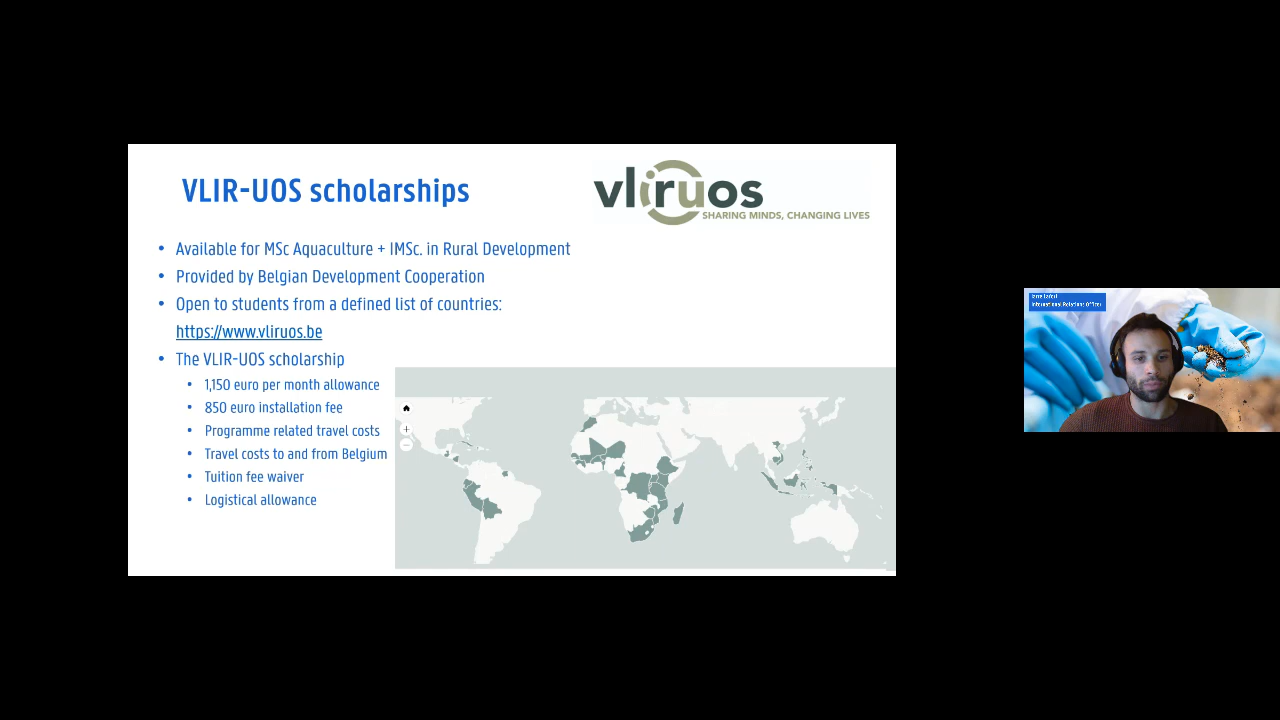 VLIR-UOS scholarships
vliruos
SHARING MINDS, CHANGING LIVES
• Available for MSc Aquaculture + IMSc. in Rural Development
• Provided by Belgian Development Cooperation
• Open to students from a defined list of countries:
https://www.vliruos.be
• The VLIR-UOS scholarship
• 1,150 euro per month allowance
• 850 euro installation fee
• Programme related travel costs
• Travel costs to and from Belgium
• Tuition fee waiver
• Logistical allowance
International Relations Officer